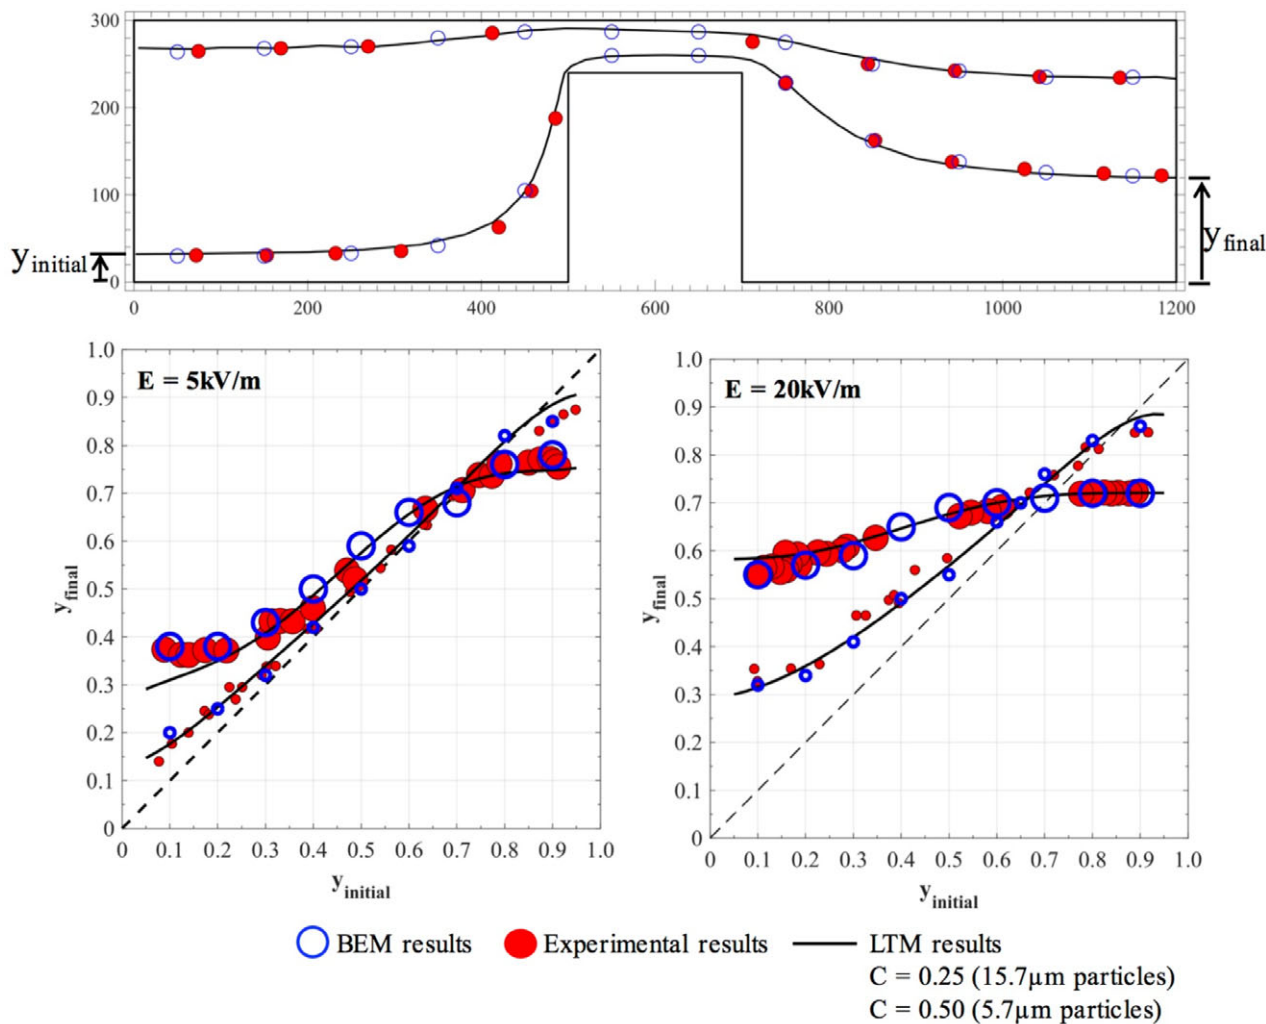 300
200
100
0
y initial
y final
0 200 400 600 800 1000 1200
E = 5kV/m
1.0
0.9
0.8
0.7
0.6
0.5
0.4
0.3
0.2
0.1
0
y final
0 0.1 0.2 0.3 0.4 0.5 0.6 0.7 0.8 0.9 1.0
y initial
E = 20kV/m
1.0
0.9
0.8
0.7
0.6
0.5
0.4
0.3
0.2
0.1
0
y final
0 0.1 0.2 0.3 0.4 0.5 0.6 0.7 0.8 0.9 1.0
y initial
BEM results Experimental results LTM results
C = 0.25 (15.7µm particles)
C = 0.50 (5.7µm particles)